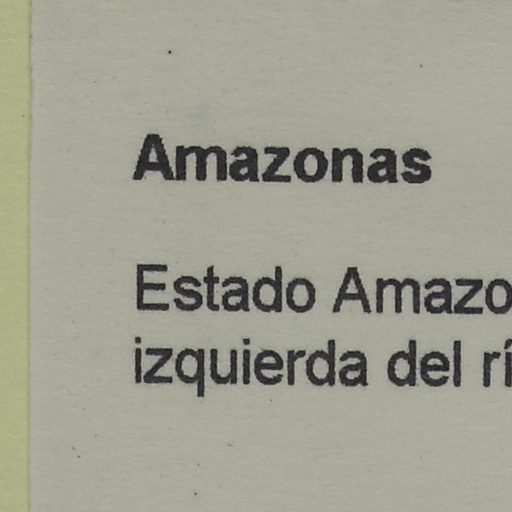 Amazonas
Estado Amazo
izquierda del rí